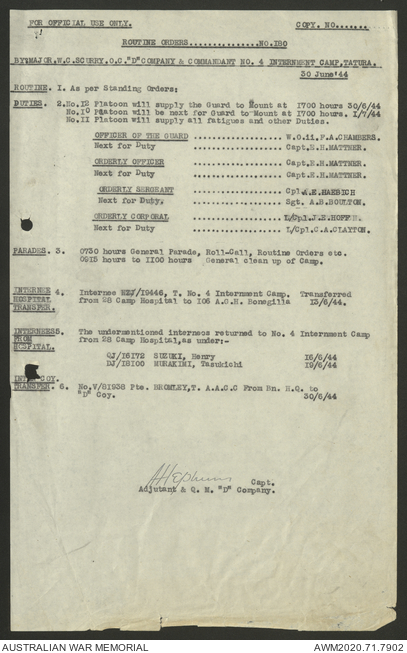 FOR OFFICIAL USE ONLY.
COPY. NO......
ROUTINE ORDERS...............NO.180
BY:MAJOR.W.C.SCURRY,O.C."D"COMPANY & COMMANDANT NO. 4 INTERNMENT CAMP,TATURA.
30 June'44
ROUTINE. 1. As per Standing Orders:
DUTIES. 2.No.12 Platoon will supply the Guard to Mount at 1700 hours 30/6/44
No.10 Platoon will be next for Guard to Mount at 1700 hours. 1/7/44
No.11 Platoon will supply all fatigues and other Duties.
OFFICER OF THE GUARD .................. W.O.11.F.A.CHAMBERS.
Next for Duty .................. Capt.E.H.MATTNER.
ORDERLY OFFICER .................. Capt.E.H.MATTNER.
Next for Duty .................. Capt.E.H.MATTNER.
ORDERLY SERGEANT .................. Cpl.A.E.HAEBICH
Next for Duty. .................. Sgt. A.B.BOULTON.
ORDERLY CORPORAL .................. L/Cpl.J.S.HOFFIN.
Next for Duty .................. L/Cpl.C.A.CLAYTON.
PARADES. 3. 0730 hours General Parade, Roll-Call, Routine Orders etc.
0915 hours to 1100 hours General clean up of Camp.
INTERNEE 4. Internee /19446, T. No. 4 Internment Camp. Transferred
HOSPITAL from 28 Camp Hospital to 106 A.G.H. Bonegilla 13/6/44.
TRANSFER.
INTERNEES5. The undermentioned internees returned to No. 4 Internment Camp
FROM from 28 Camp Hospital,as under:-
HOSPITAL.
QJ/16172 SUZUKI, Henry 16/6/44
DJ/18100 MURAKINI, Tasukichi 19/6/44
COY.
TRANSFER. 6. No.V/81938 Pte. BROMLEY,T. A.A.C.C From Bn. H.Q. to
"D" Coy. 30/6/44
Capt.
Adjutant & Q. M. "D" Company.
AUSTRALIAN WAR MEMORIAL
AWM2020.71.7902